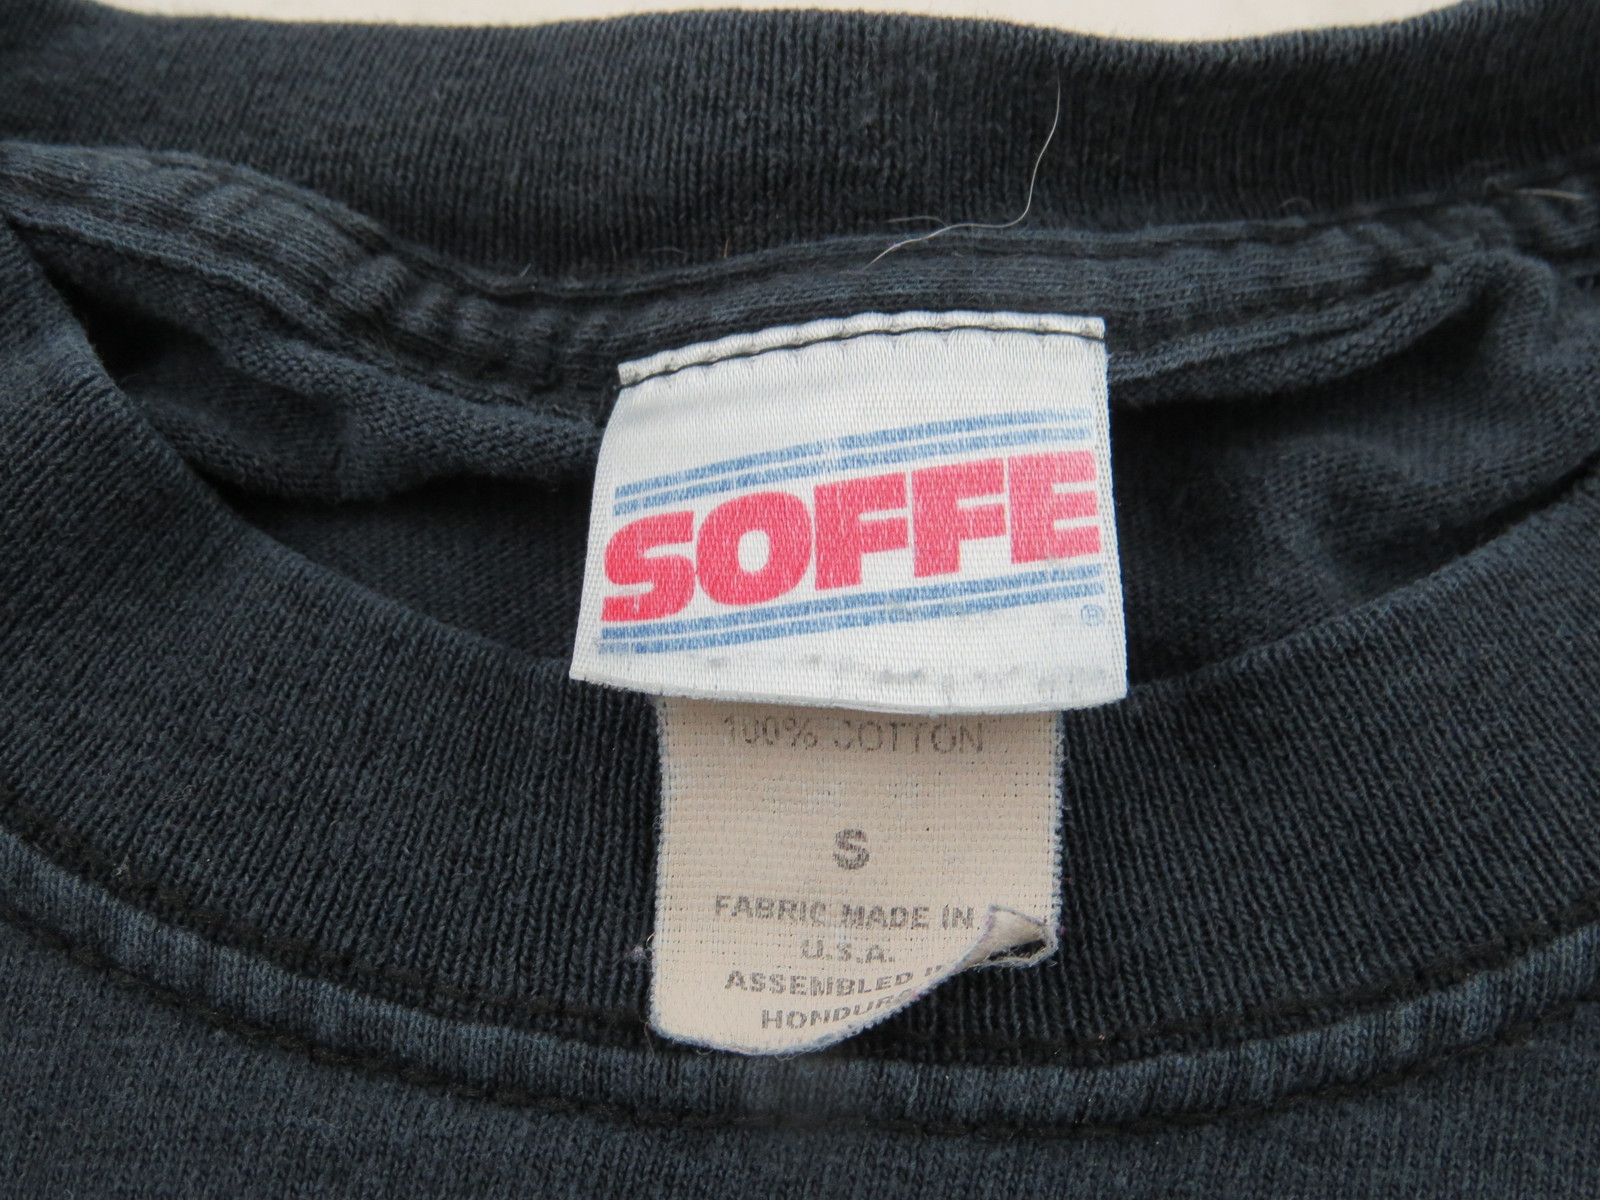 SOFFE
®
100% COTTON
S
FABRIC MADE IN
U.S.A.
ASSEMBLED